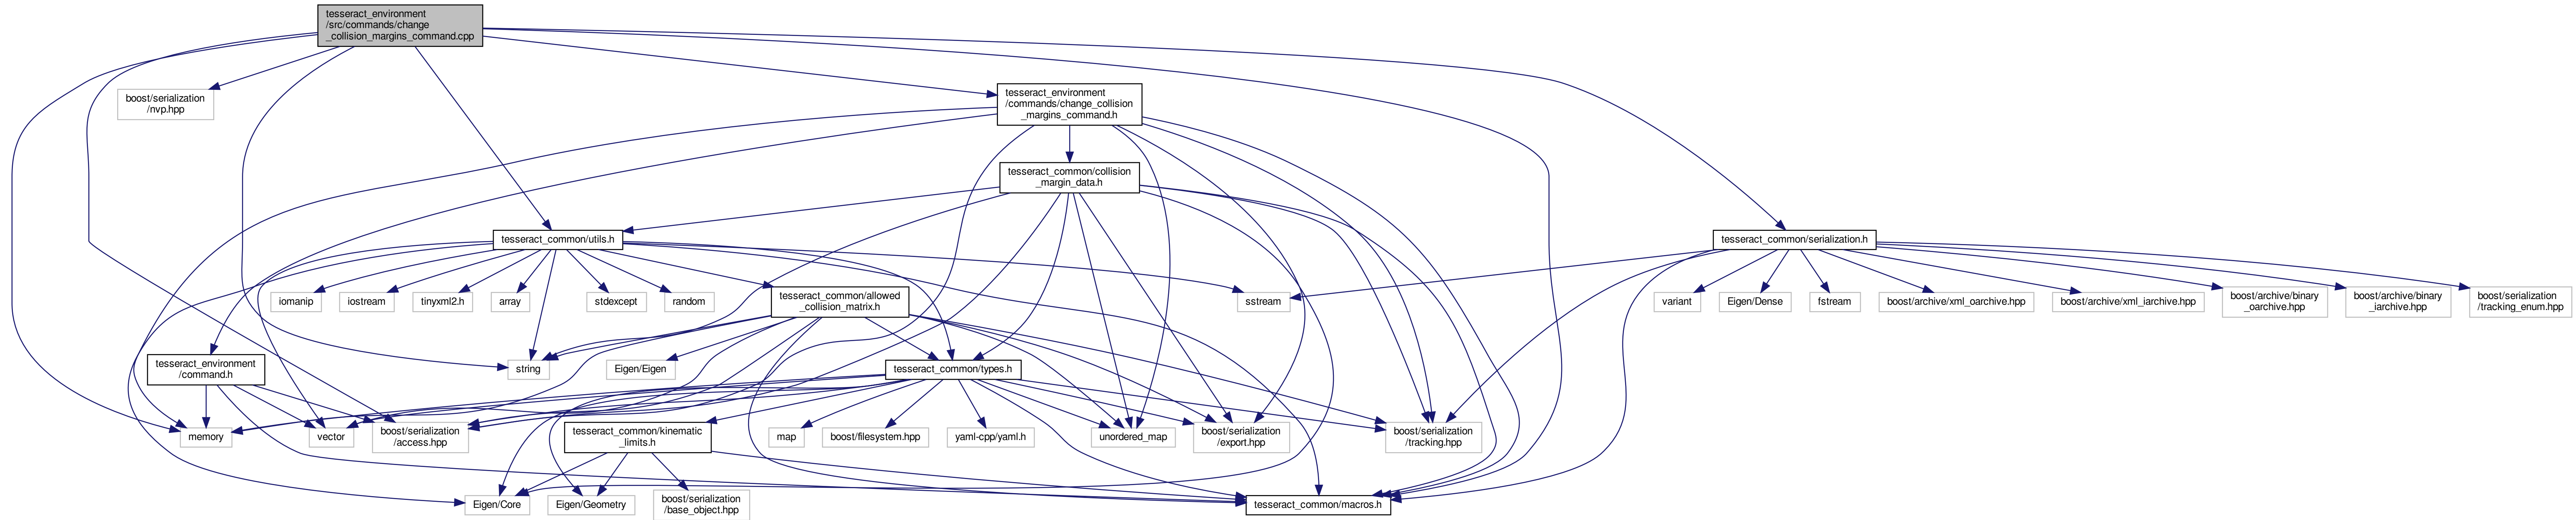 tesseract_environment
/src/commands/change
_collision_margins_command.cpp
boost/serialization
/nvp.hpp
tesseract_environment
/commands/change_collision
_margins_command.h
tesseract_common/collision
_margin_data.h
tesseract_common/utils.h
tesseract_common/serialization.h
iomanip
iostream
tinyxml2.h
array
stdexcept
random
tesseract_common/allowed
_collision_matrix.h
sstream
variant
Eigen/Dense
fstream
boost/archive/xml_oarchive.hpp
boost/archive/xml_iarchive.hpp
boost/archive/binary
_oarchive.hpp
boost/archive/binary
_iarchive.hpp
boost/serialization
/tracking_enum.hpp
tesseract_environment
/command.h
string
Eigen/Eigen
tesseract_common/types.h
memory
vector
boost/serialization
/access.hpp
tesseract_common/kinematic
_limits.h
map
boost/filesystem.hpp
yaml-cpp/yaml.h
unordered_map
boost/serialization
/export.hpp
boost/serialization
/tracking.hpp
Eigen/Core
Eigen/Geometry
boost/serialization
/base_object.hpp
tesseract_common/macros.h